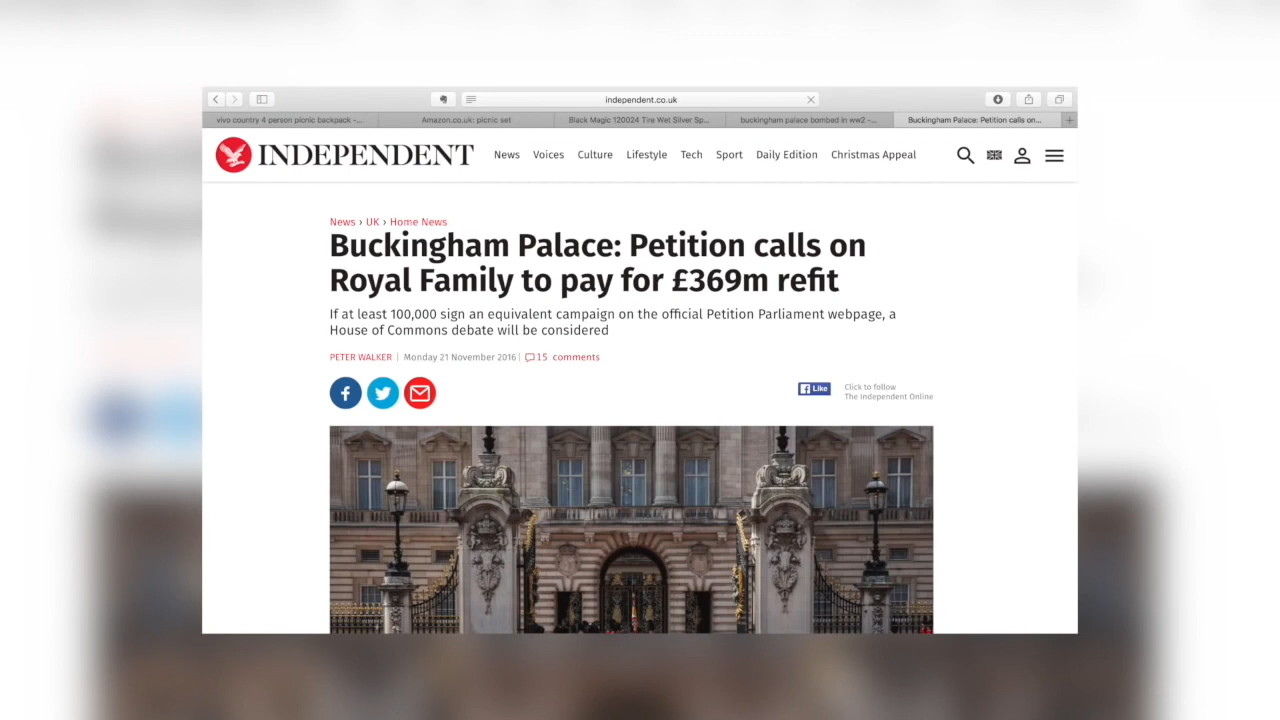 independent.co.uk
vivo country 4 person picnic backpack –...
Amazon.co.uk: picnic set
Black Magic 120024 Tire Wet Silver Sp...
buckingham palace bombed in ww2 –...
Buckingham Palace: Petition calls on...
INDEPENDENT
News Voices Culture Lifestyle Tech Sport Daily Edition Christmas Appeal
News › UK › Home News
Buckingham Palace: Petition calls on
Royal Family to pay for £369m refit
If at least 100,000 sign an equivalent campaign on the official Petition Parliament webpage, a
House of Commons debate will be considered
PETER WALKER | Monday 21 November 2016 | 15 comments
Like
Click to follow
The Independent Online